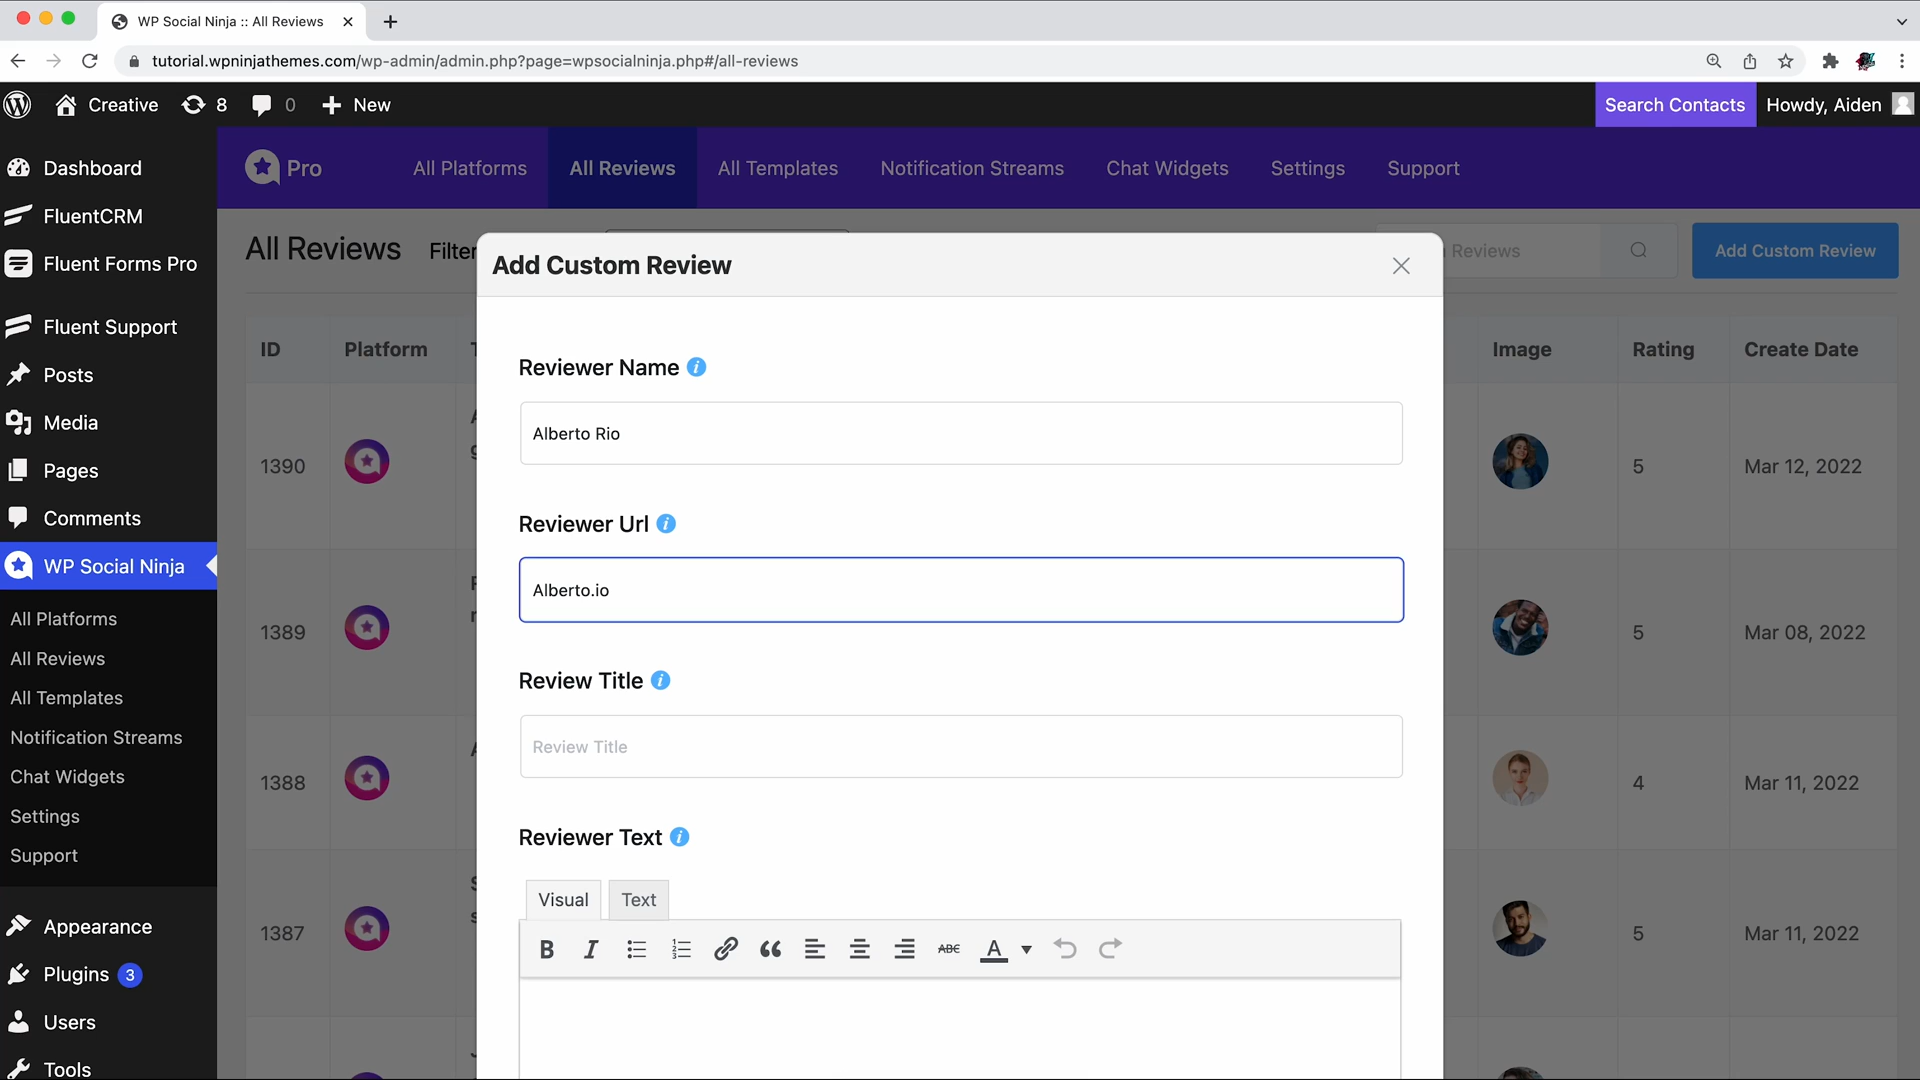 WP Social Ninja :: All Reviews
tutorial.wpninjathemes.com/wp-admin/admin.php?page=wpsocialninja.php#/all-reviews
Creative 8 0 New Search Contacts Howdy, Aiden
Pro All Platforms All Reviews All Templates Notification Streams Chat Widgets Settings Support
Dashboard
FluentCRM
Fluent Forms Pro
Fluent Support
Posts
Media
Pages
Comments
WP Social Ninja
All Platforms
All Reviews
All Templates
Notification Streams
Chat Widgets
Settings
Support
Appearance
Plugins 3
Users
Tools
All Reviews Filter Reviews Add Custom Review
ID Platform Image Rating Create Date
1390 5 Mar 12, 2022
1389 5 Mar 08, 2022
1388 4 Mar 11, 2022
1387 5 Mar 11, 2022
Add Custom Review
Reviewer Name
Alberto Rio
Reviewer Url
Alberto.io
Review Title
Review Title
Reviewer Text
Visual Text
B I ABC A